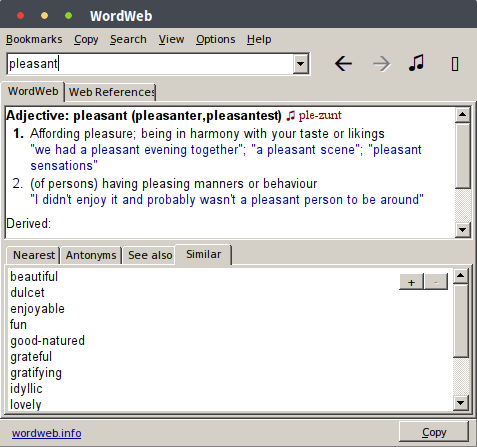 WordWeb
Bookmarks Copy Search View Options Help
pleasant
WordWeb Web References
Adjective: pleasant (pleasanter,pleasantest) ♫ ple-zunt
1. Affording pleasure; being in harmony with your taste or likings
"we had a pleasant evening together"; "a pleasant scene"; "pleasant
sensations"
2. (of persons) having pleasing manners or behaviour
"I didn't enjoy it and probably wasn't a pleasant person to be around"
Derived:
Nearest Antonyms See also Similar
beautiful
dulcet
enjoyable
fun
good-natured
grateful
gratifying
idyllic
lovely
+ -
wordweb.info
Copy